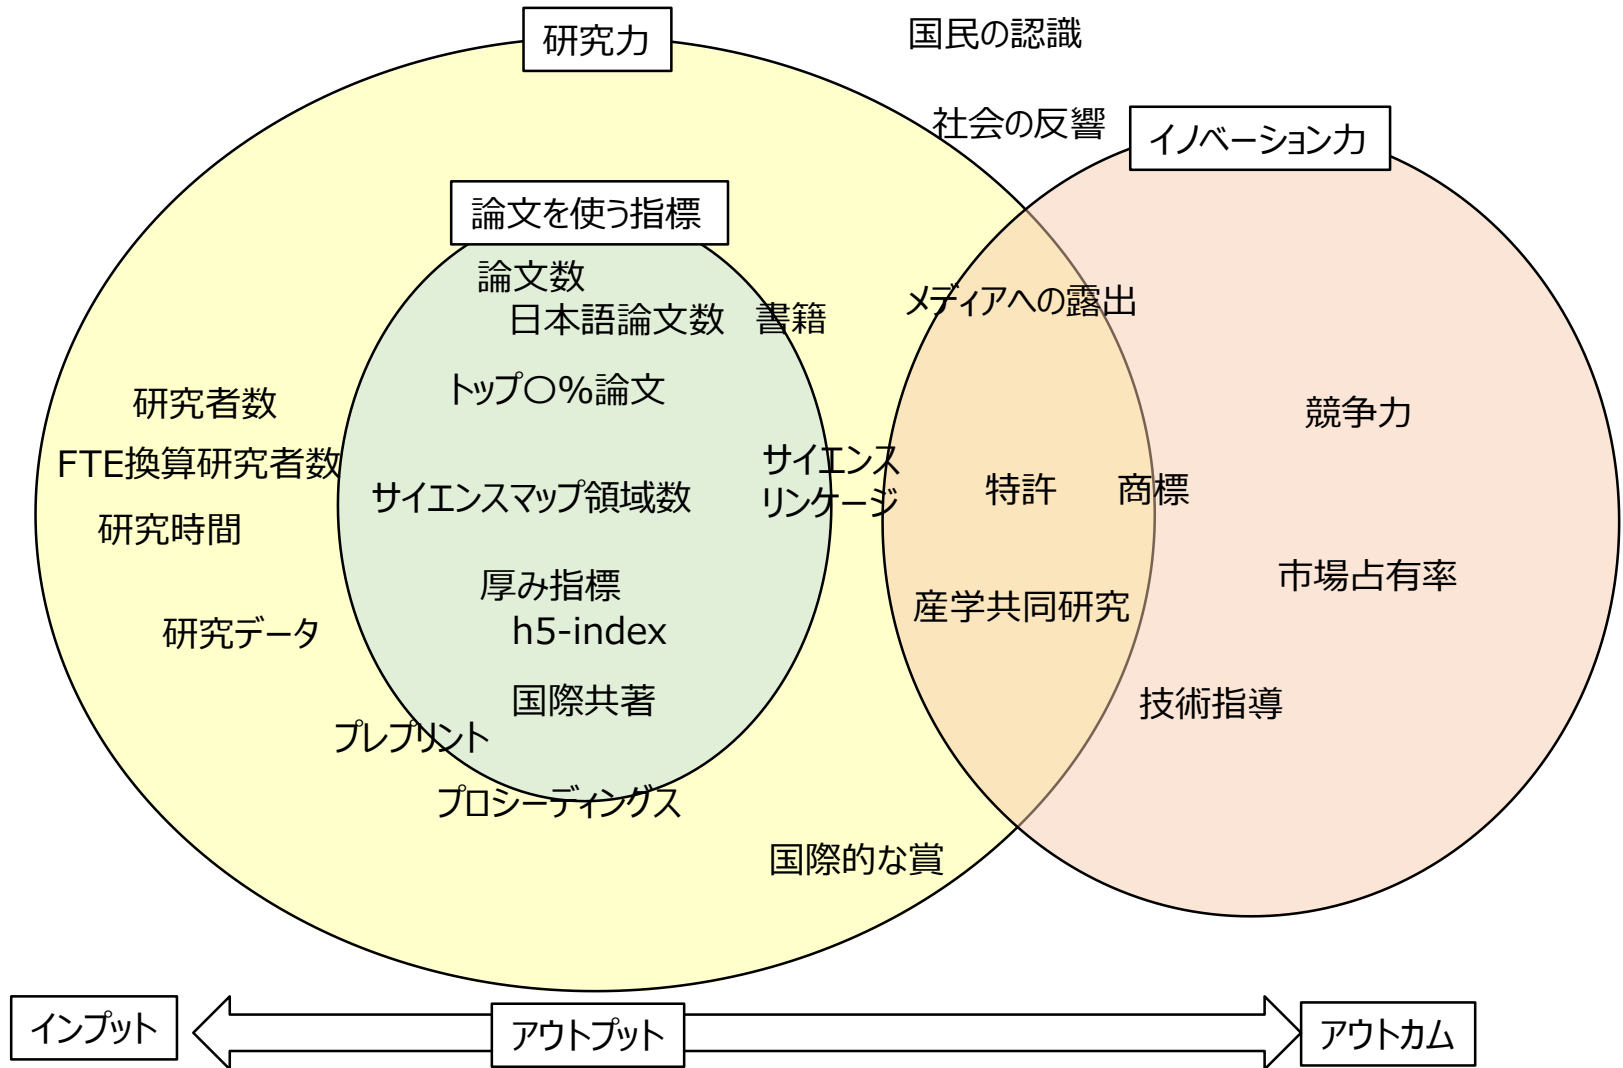 研究力
国民の認識
社会の反響
イノベーション力
論文を使う指標
論文数
日本語論文数
書籍
メディアへの露出
トップ〇%論文
研究者数
競争力
FTE換算研究者数
サイエンス
リンケージ
サイエンスマップ領域数
特許
商標
研究時間
市場占有率
厚み指標
産学共同研究
h5-index
研究データ
国際共著
技術指導
プレプリント
プロシーディングス
国際的な賞
インプット
アウトプット
アウトカム